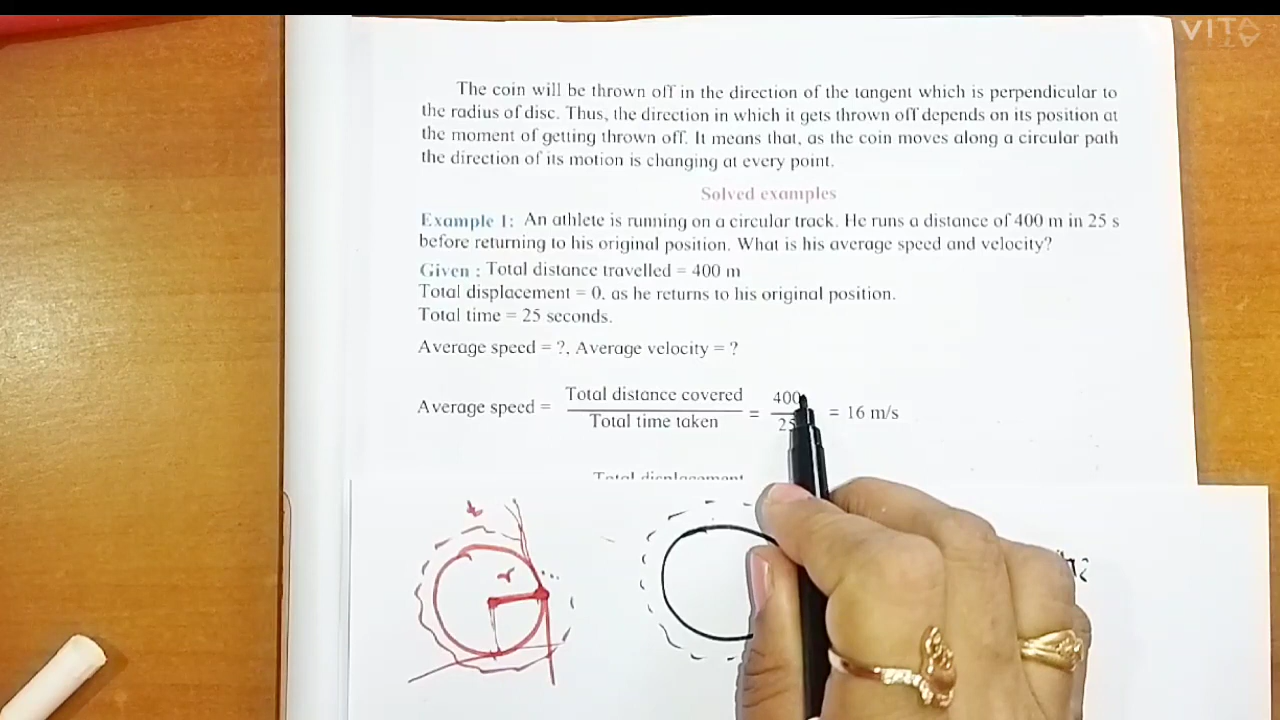 VITA
The coin will be thrown off in the direction of the tangent which is perpendicular to
the radius of disc. Thus, the direction in which it gets thrown off depends on its position at
the moment of getting thrown off. It means that, as the coin moves along a circular path
the direction of its motion is changing at every point.
Solved examples
Example 1: An athlete is running on a circular track. He runs a distance of 400 m in 25 s
before returning to his original position. What is his average speed and velocity?
Given : Total distance travelled = 400 m
Total displacement = 0, as he returns to his original position.
Total time = 25 seconds.
Average speed = ?, Average velocity = ?
Average speed = Total distance covered / Total time taken = 400 / 25 = 16 m/s
Total displacement
t
r